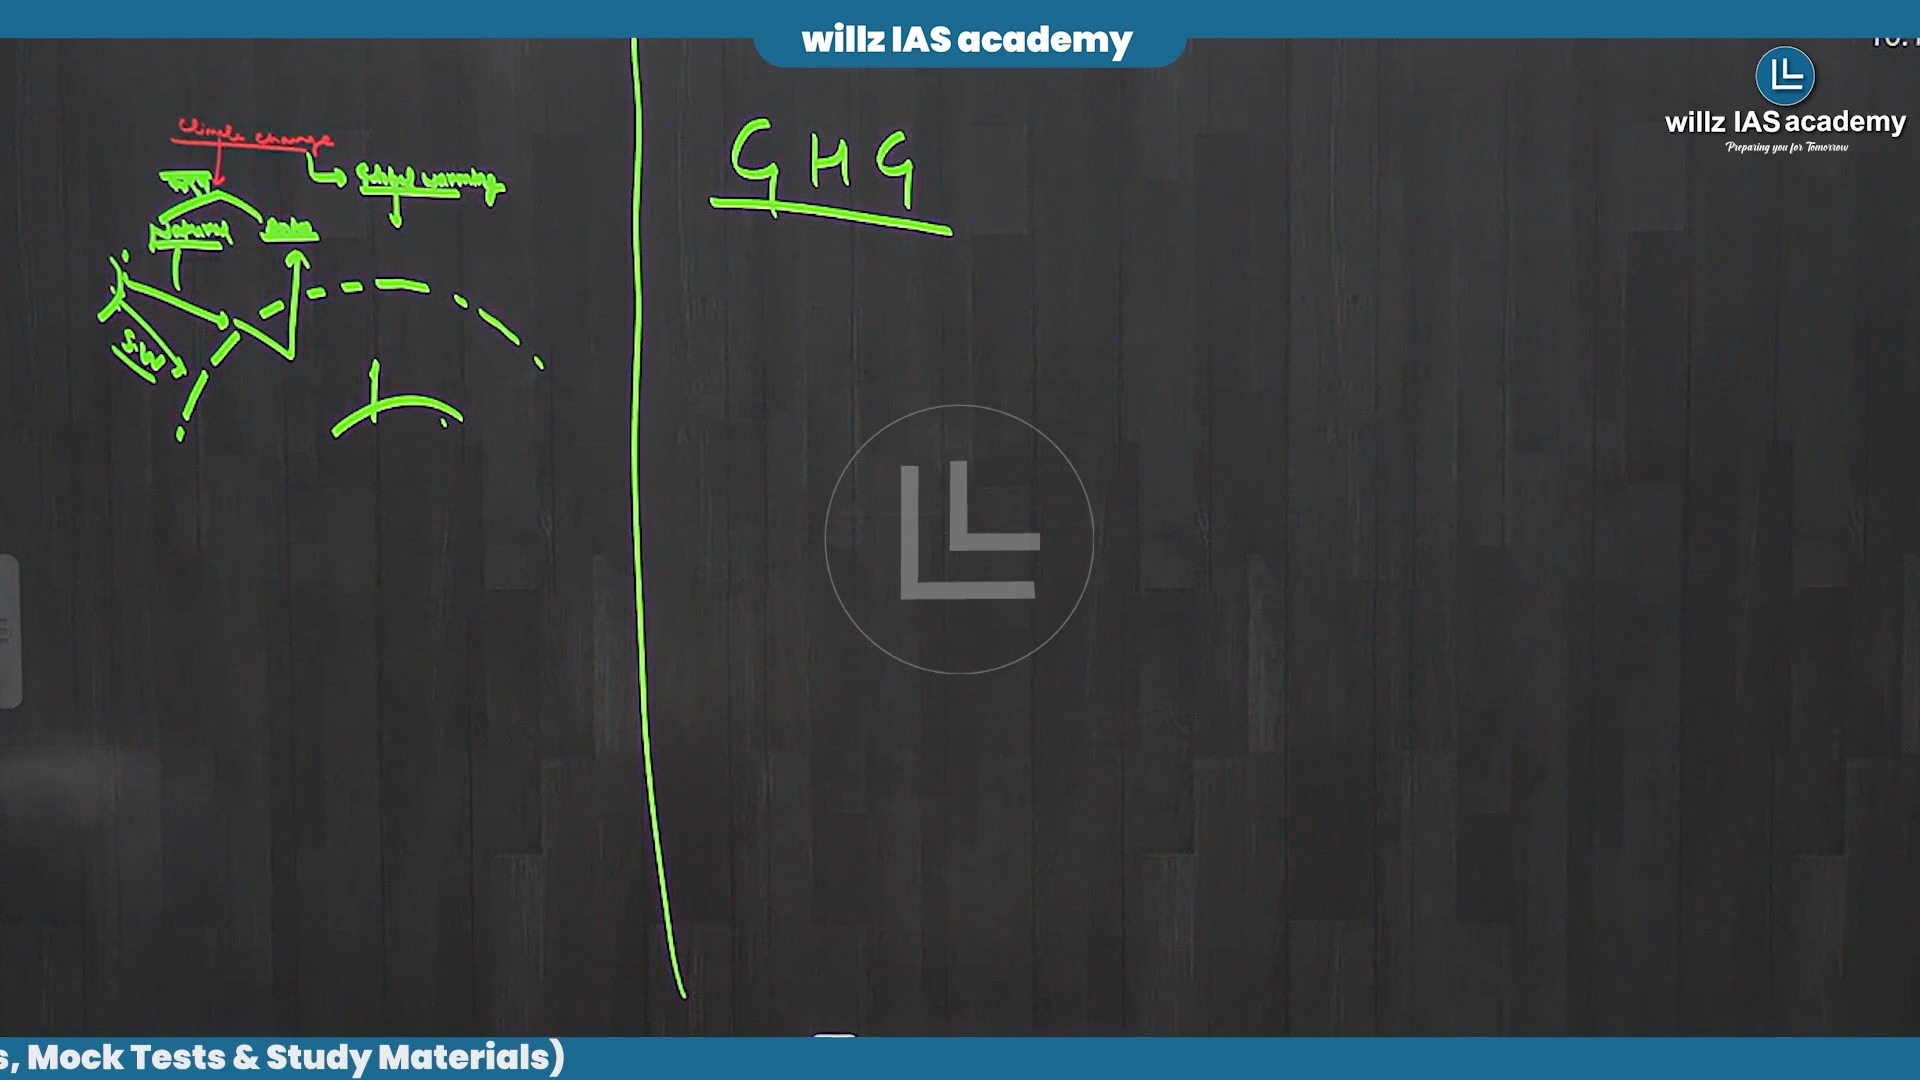 willz IAS academy
willz IAS academy
Preparing you for Tomorrow
Climate change
Global warming
Natural
GHG
s, Mock Tests & Study Materials)